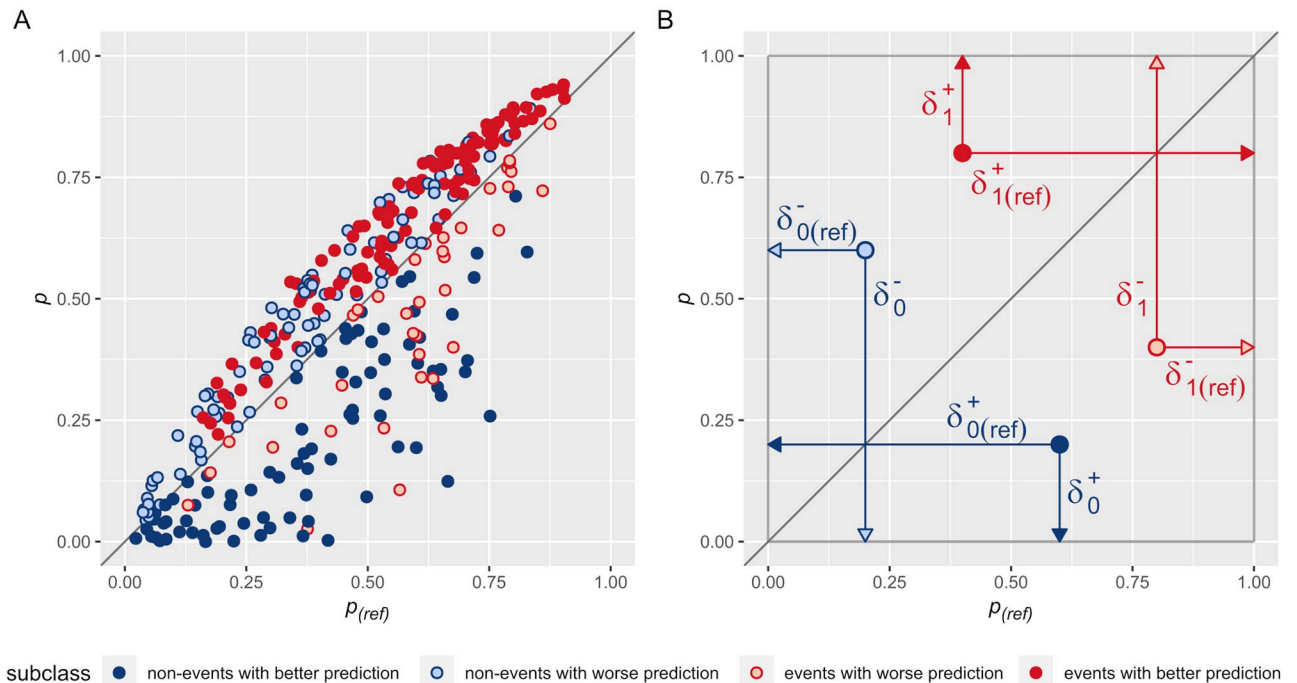 A
p
1.00
0.75
0.50
0.25
0.00
0.00 0.25 0.50 0.75 1.00
p(ref)
B
p
1.00
0.75
0.50
0.25
0.00
δ1+
δ1(ref)+
δ0(ref)-
δ0-
δ1-
δ1(ref)-
δ0(ref)+
δ0+
0.00 0.25 0.50 0.75 1.00
p(ref)
subclass non-events with better prediction non-events with worse prediction events with worse prediction events with better prediction